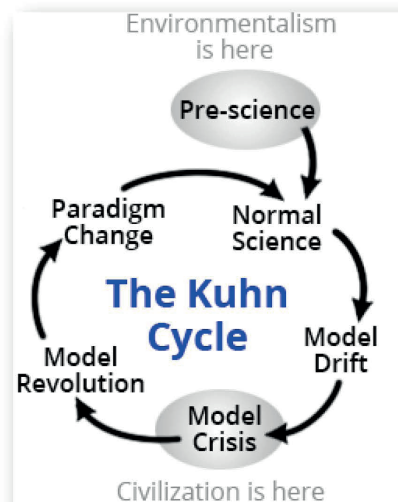 Environmentalism
is here
Pre-science
Paradigm
Change
Normal
Science
The Kuhn
Cycle
Model
Drift
Model
Revolution
Model
Crisis
Civilization is here